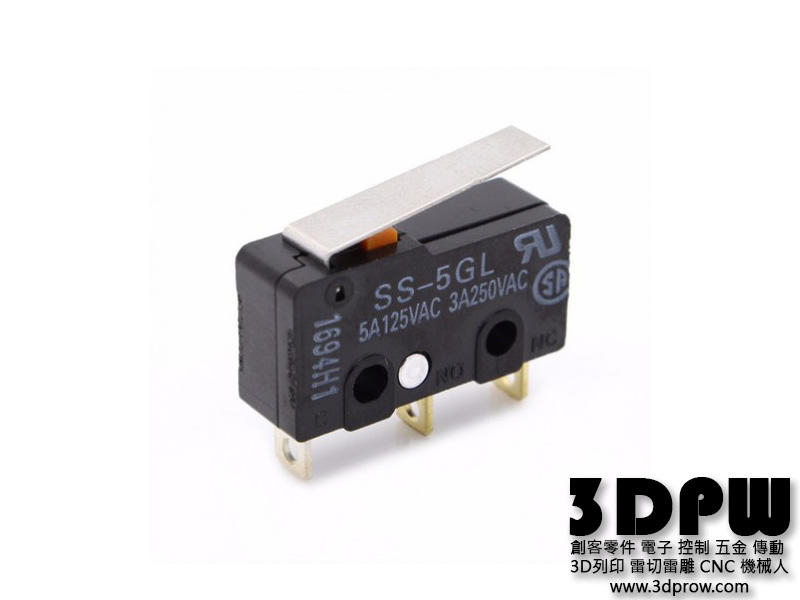 SS-5GL
5A125VAC 3A250VAC
1694H1
C
NO
NC
3DPW
創客零件 電子 控制 五金 傳動
3D列印 雷切雷雕 CNC 機械人
www.3dprow.com